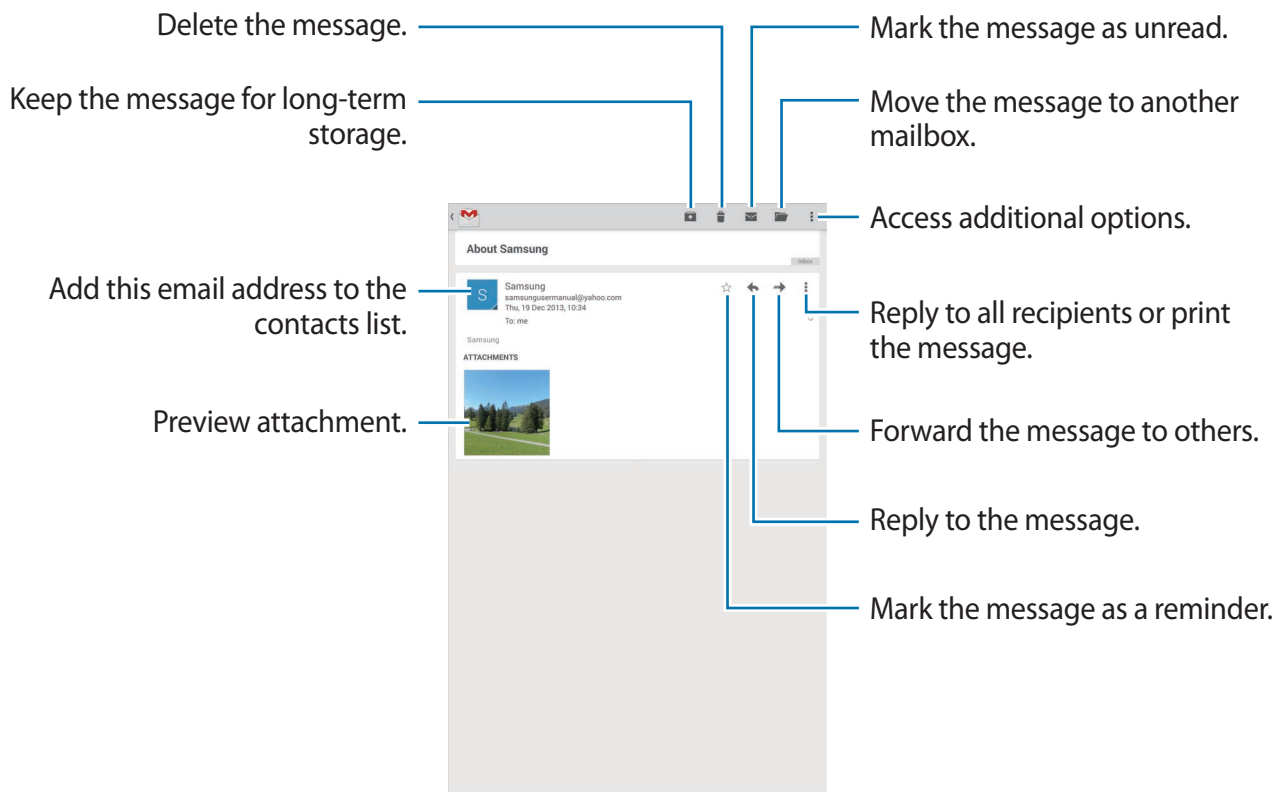 Delete the message.
Mark the message as unread.
Keep the message for long-term
storage.
Move the message to another
mailbox.
Access additional options.
About Samsung
Inbox
Add this email address to the
contacts list.
S
Samsung
samsungusermanual@yahoo.com
Thu, 19 Dec 2013, 10:34
To: me
Reply to all recipients or print
the message.
Samsung
ATTACHMENTS
Preview attachment.
Forward the message to others.
Reply to the message.
Mark the message as a reminder.